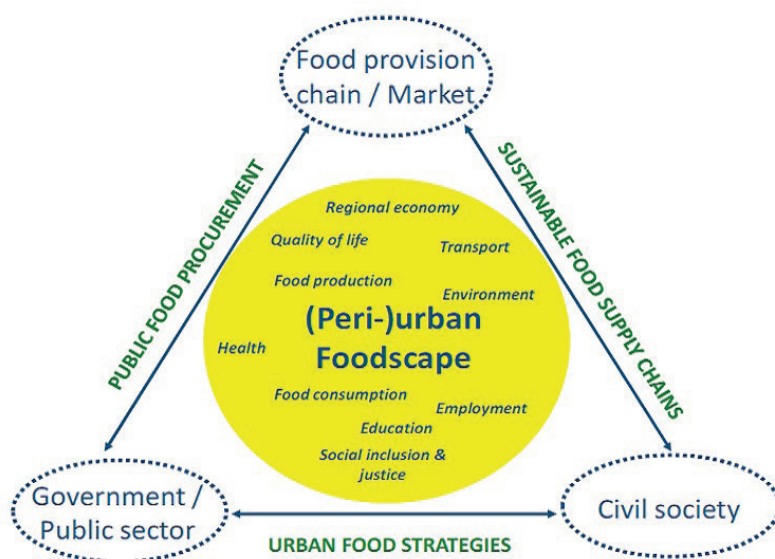 Food provision
chain / Market
PUBLIC FOOD PROCUREMENT
SUSTAINABLE FOOD SUPPLY CHAINS
Regional economy
Quality of life
Transport
Food production
Environment
(Peri-)urban
Foodscape
Health
Food consumption
Employment
Education
Social inclusion &
justice
Government /
Public sector
Civil society
URBAN FOOD STRATEGIES